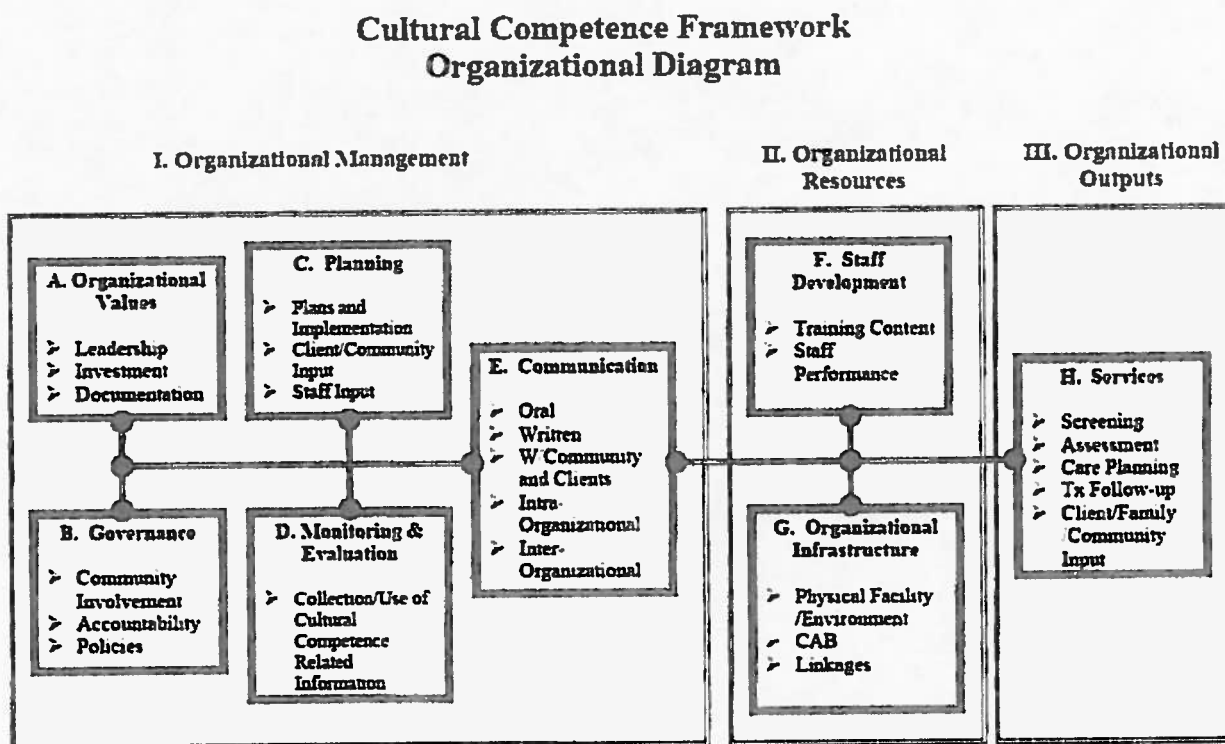 Cultural Competence Framework
Organizational Diagram
I. Organizational Management
II. Organizational
Resources
III. Organizational
Outputs
A. Organizational
Values
➢ Leadership
➢ Investment
➢ Documentation
B. Governance
➢ Community
Involvement
➢ Accountability
➢ Policies
C. Planning
➢ Plans and
Implementation
➢ Client/Community
Input
➢ Staff Input
D. Monitoring &
Evaluation
➢ Collection/Use of
Cultural
Competence
Related
Information
E. Communication
➢ Oral
➢ Written
➢ W Community
and Clients
➢ Intra-
Organizational
➢ Inter-
Organizational
F. Staff
Development
➢ Training Content
➢ Staff
Performance
G. Organizational
Infrastructure
➢ Physical Facility
/Environment
➢ CAB
➢ Linkages
H. Services
➢ Screening
➢ Assessment
➢ Care Planning
➢ Tx Follow-up
➢ Client/Family
/Community
Input